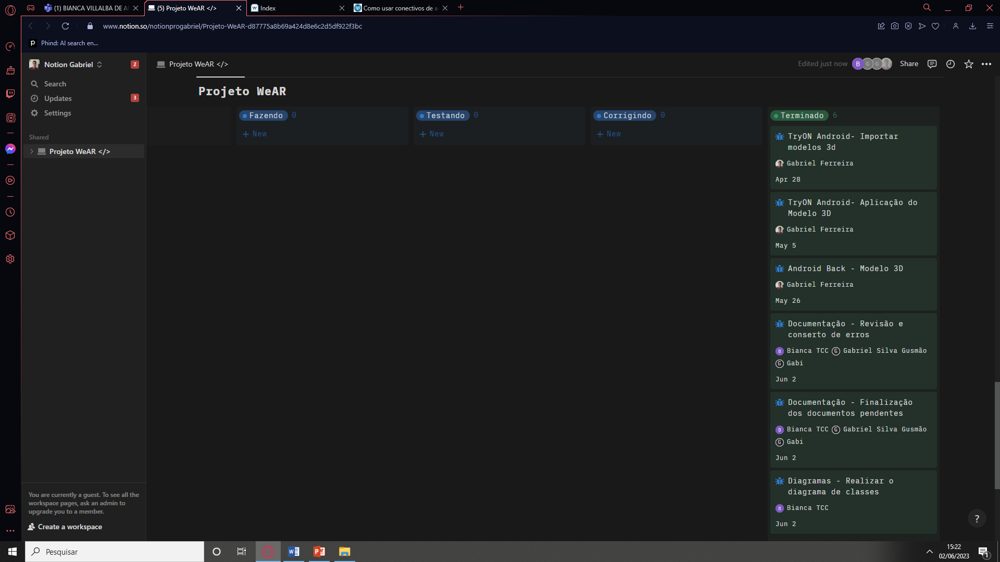 (1) BIANCA VILLALBA DE A
(5) Projeto WeAR </>
Index
Como usar conectivos de a
www.notion.so/notionprogabriel/Projeto-WeAR-d87775a8b69a424d8e6c2d5df922f3bc
Phind: AI search en...
Notion Gabriel
2
Search
Updates
3
Settings
Shared
Projeto WeAR </>
You are currently a guest. To see all the
workspace pages, ask an admin to
upgrade you to a member.
Create a workspace
Projeto WeAR </>
Edited just now
B
G
G
Share
Projeto WeAR
Fazendo 0
+ New
Testando 0
+ New
Corrigindo 0
+ New
Terminado 6
TryON Android- Importar
modelos 3d
Gabriel Ferreira
Apr 28
TryON Android- Aplicação do
Modelo 3D
Gabriel Ferreira
May 5
Android Back - Modelo 3D
Gabriel Ferreira
May 26
Documentação - Revisão e
conserto de erros
B Bianca TCC G Gabriel Silva Gusmão
G Gabi
Jun 2
Documentação - Finalização
dos documentos pendentes
B Bianca TCC G Gabriel Silva Gusmão
G Gabi
Jun 2
Diagramas - Realizar o
diagrama de classes
B Bianca TCC
Jun 2
?
Pesquisar
15:22
02/06/2023
1